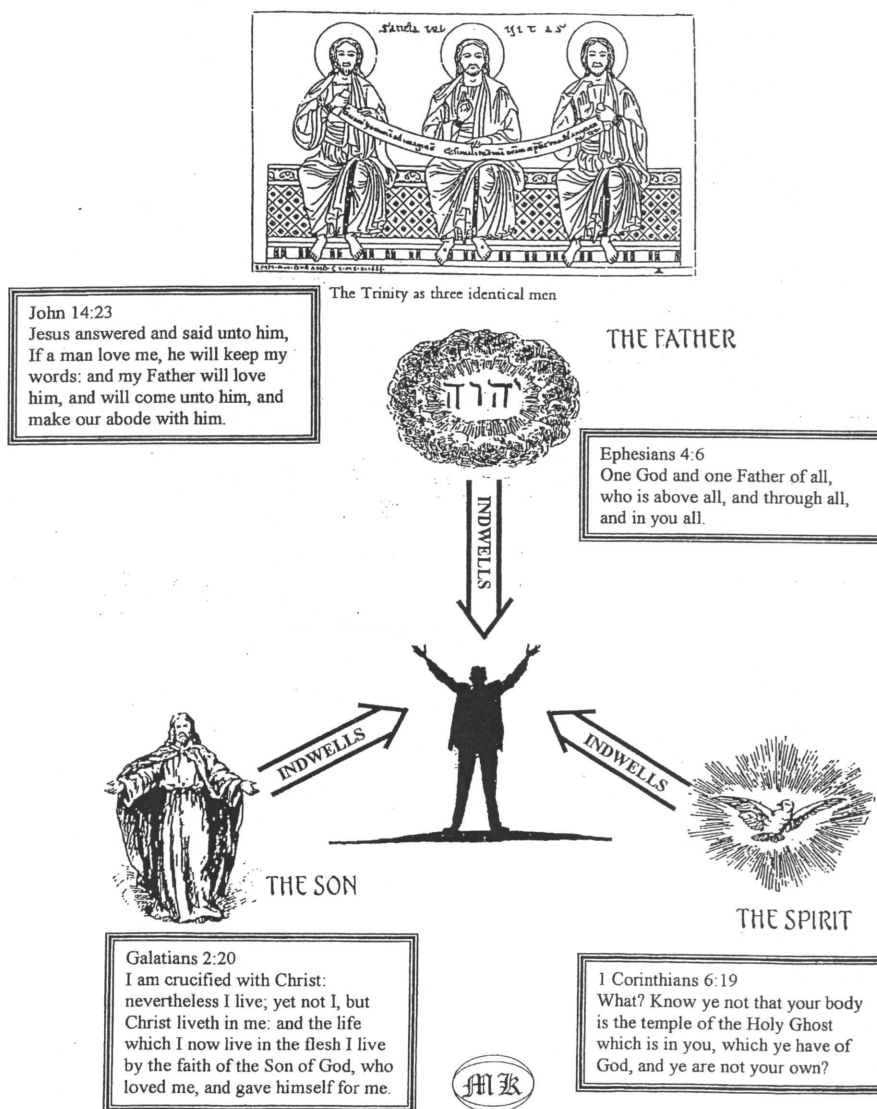 The Trinity as three identical men
John 14:23
Jesus answered and said unto him,
If a man love me, he will keep my
words: and my Father will love
him, and will come unto him, and
make our abode with him.
THE FATHER
יהוה
Ephesians 4:6
One God and one Father of all,
who is above all, and through all,
and in you all.
INDWELLS
INDWELLS
INDWELLS
THE SON
THE SPIRIT
Galatians 2:20
I am crucified with Christ:
nevertheless I live; yet not I, but
Christ liveth in me: and the life
which I now live in the flesh I live
by the faith of the Son of God, who
loved me, and gave himself for me.
1 Corinthians 6:19
What? Know ye not that your body
is the temple of the Holy Ghost
which is in you, which ye have of
God, and ye are not your own?
MK